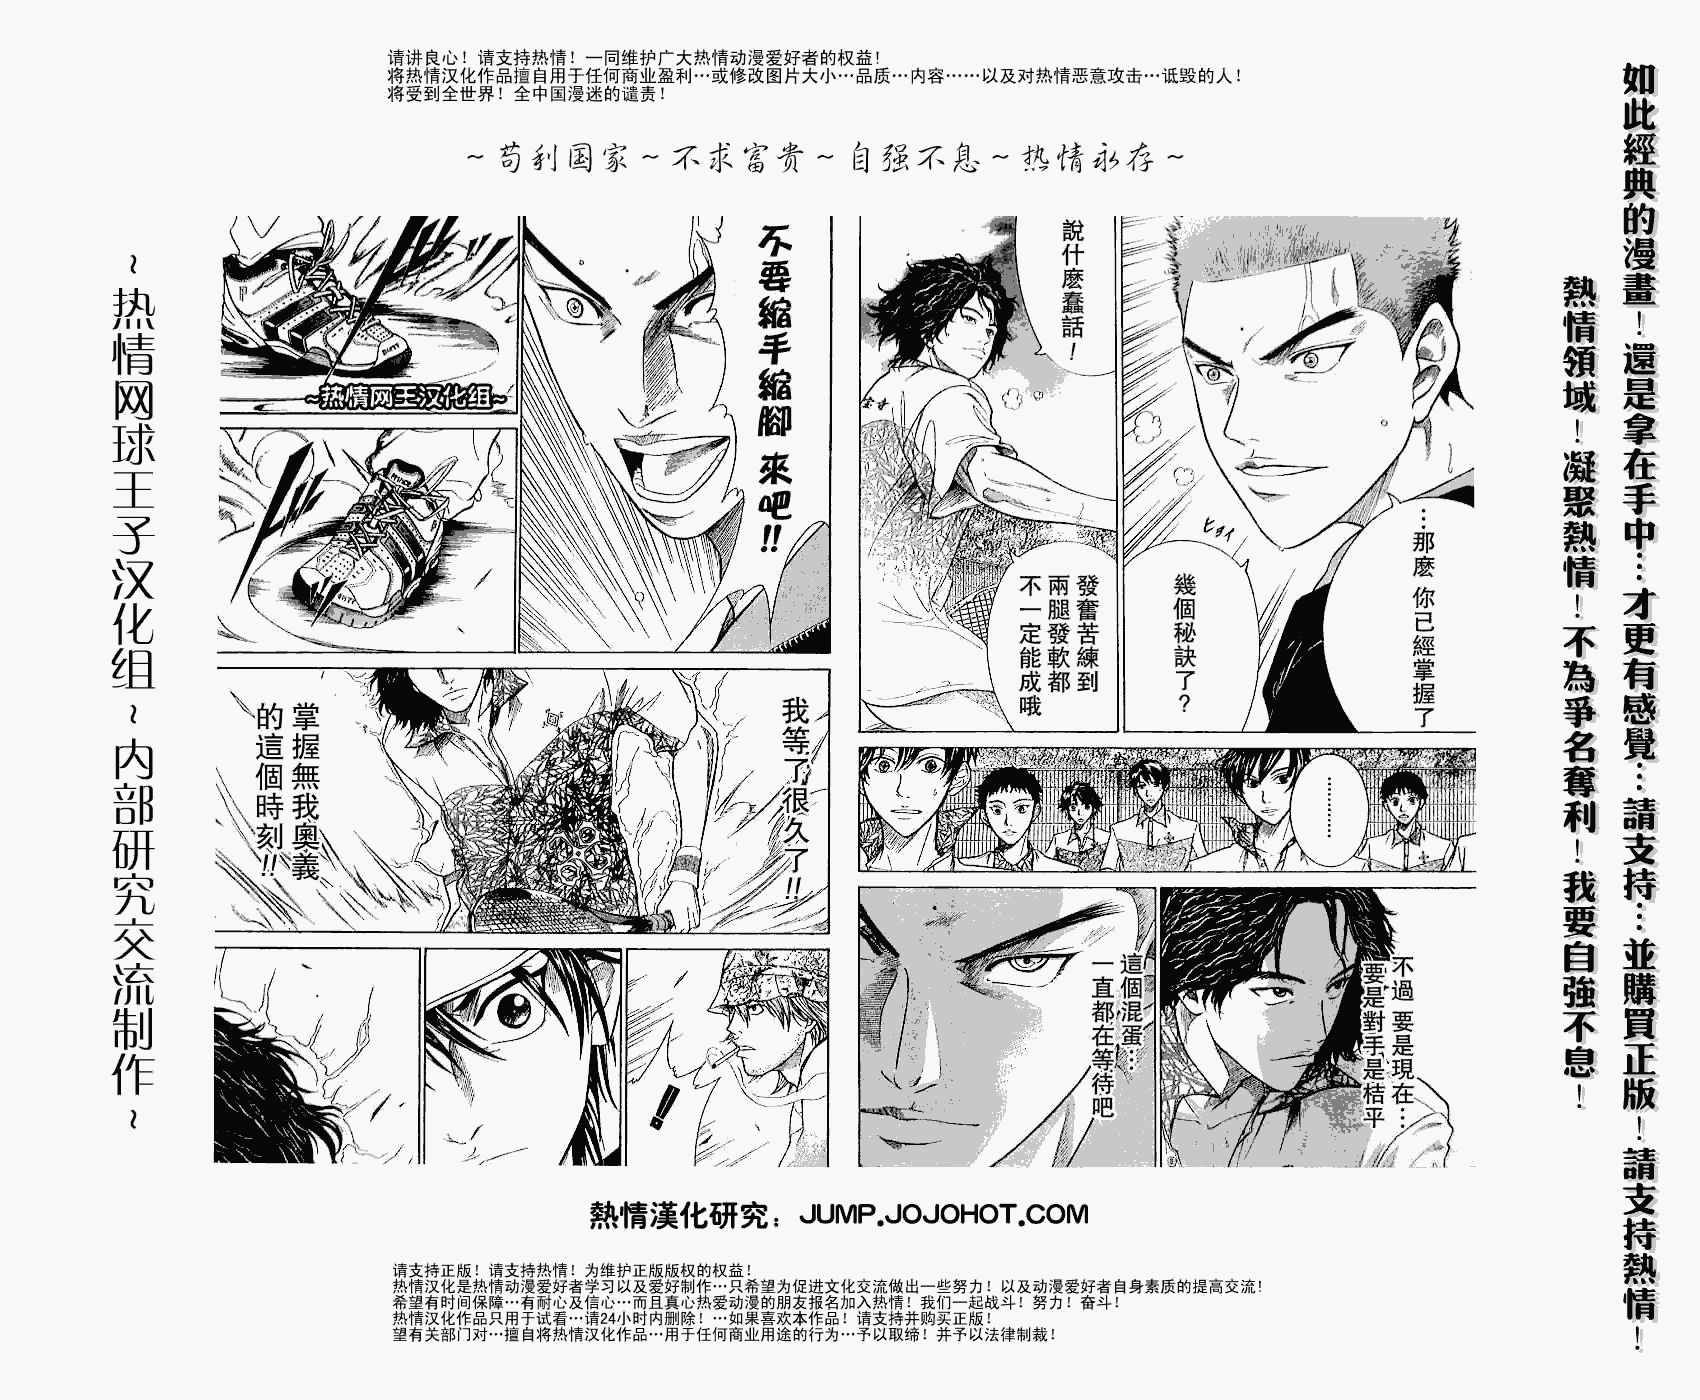 请讲良心！请支持热情！一同维护广大热情动漫爱好者的权益！
将热情汉化作品擅自用于任何商业盈利…或修改图片大小…品质…内容……以及对热情恶意攻击…诋毁的人！
将受到全世界！全中国漫迷的谴责！
～苟利国家～不求富贵～自强不息～热情永存～
如此經典的漫畫！還是拿在手中…才更有感覺…請支持…並購買正版！請支持熱情！
熱情領域！凝聚熱情！不為爭名奪利！我要自強不息！
…那麽 你已經掌握了
幾個秘訣了？
ヒョイ
說什麽蠢話！
發奮苦練到
兩腿發軟都
不一定能成哦
…………
不過 要是現在…
要是對手是桔平
這個混蛋…
一直都在等待吧
不要縮手縮腳 來吧!!
～热情网王汉化组～
我等了很久了!!
掌握無我奧義
的這個時刻!!
！
～热情网球王子汉化组～内部研究交流制作～
熱情漢化研究：JUMP.JOJOHOT.COM
请支持正版！请支持热情！为维护正版版权的权益！
热情汉化是热情动漫爱好者学习以及爱好制作…只希望为促进文化交流做出一些努力！以及动漫爱好者自身素质的提高交流！
希望有时间保障…有耐心及信心…而且真心热爱动漫的朋友报名加入热情！我们一起战斗！努力！奋斗！
热情汉化作品只用于试看…请24小时内删除！…如果喜欢本作品！请支持并购买正版！
望有关部门对…擅自将热情汉化作品…用于任何商业用途的行为…予以取缔！并予以法律制裁！